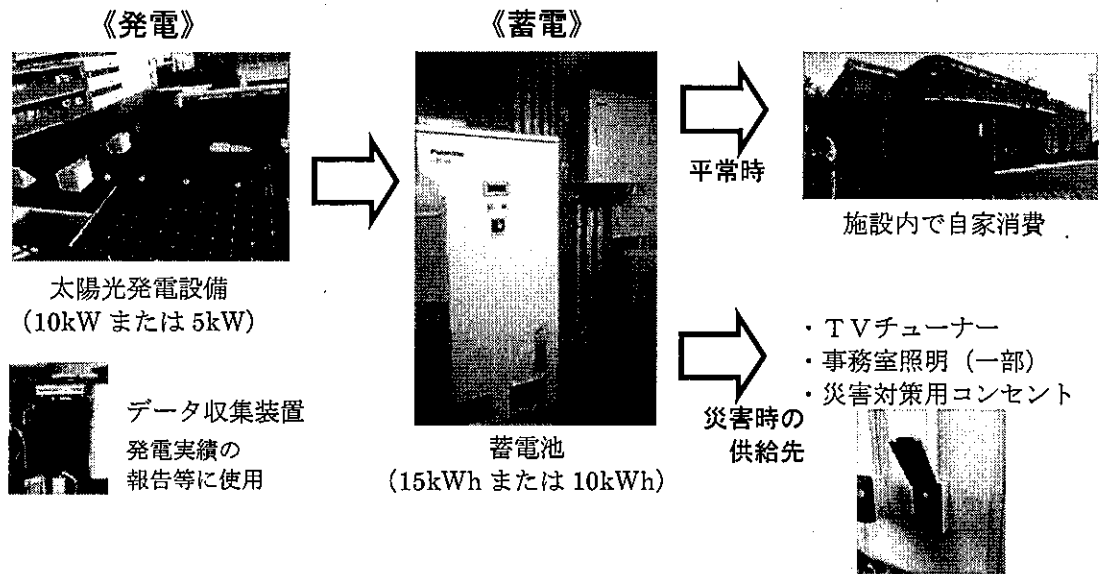 《発電》
太陽光発電設備
（10kW または 5kW）
データ収集装置
発電実績の
報告等に使用
《蓄電》
Panasonic
蓄電池
（15kWh または 10kWh）
平常時
施設内で自家消費
災害時の
供給先
・ＴＶチューナー
・事務室照明（一部）
・災害対策用コンセント